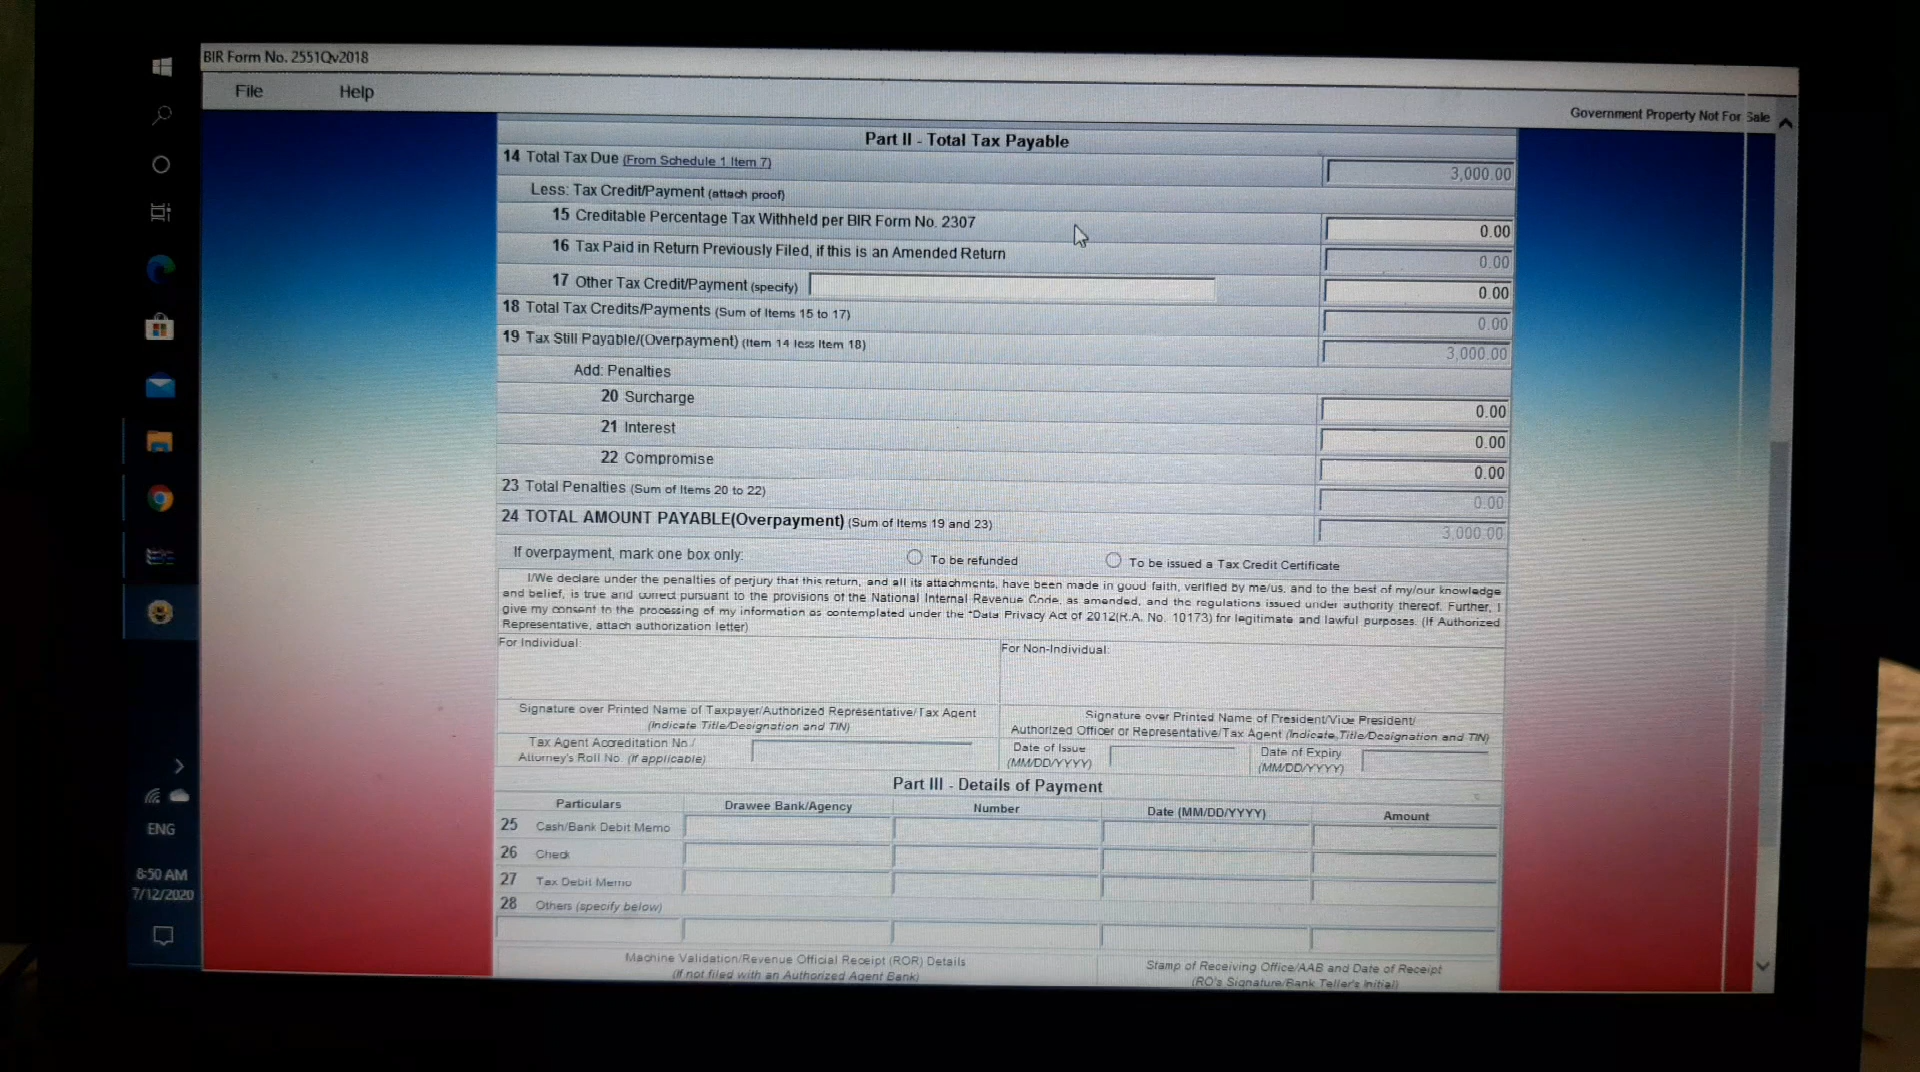 BIR Form No. 2551Qv2018
File Help
Government Property Not For Sale
Part II - Total Tax Payable
14 Total Tax Due (From Schedule 1 Item 7) 3,000.00
Less: Tax Credit/Payment (attach proof)
15 Creditable Percentage Tax Withheld per BIR Form No. 2307 0.00
16 Tax Paid in Return Previously Filed, if this is an Amended Return 0.00
17 Other Tax Credit/Payment (specify) 0.00
18 Total Tax Credits/Payments (Sum of Items 15 to 17) 0.00
19 Tax Still Payable/(Overpayment) (Item 14 less Item 18) 3,000.00
Add: Penalties
20 Surcharge 0.00
21 Interest 0.00
22 Compromise 0.00
23 Total Penalties (Sum of Items 20 to 22) 0.00
24 TOTAL AMOUNT PAYABLE(Overpayment) (Sum of Items 19 and 23) 3,000.00
If overpayment, mark one box only: To be refunded To be issued a Tax Credit Certificate
I/We declare under the penalties of perjury that this return, and all its attachments, have been made in good faith, verified by me/us, and to the best of my/our knowledge
and belief, is true and correct pursuant to the provisions of the National Internal Revenue Code, as amended, and the regulations issued under authority thereof. Further, I
give my consent to the processing of my information as contemplated under the "Data Privacy Act of 2012(R.A. No. 10173) for legitimate and lawful purposes. (If Authorized
Representative, attach authorization letter)
For Individual: For Non-Individual:
Signature over Printed Name of Taxpayer/Authorized Representative/Tax Agent
(Indicate Title/Designation and TIN)
Signature over Printed Name of President/Vice President/
Authorized Officer or Representative/Tax Agent (Indicate Title/Designation and TIN)
Tax Agent Accreditation No./
Attorney's Roll No. (if applicable)
Date of Issue
(MM/DD/YYYY)
Date of Expiry
(MM/DD/YYYY)
Part III - Details of Payment
Particulars Drawee Bank/Agency Number Date (MM/DD/YYYY) Amount
25 Cash/Bank Debit Memo
26 Check
27 Tax Debit Memo
28 Others (specify below)
Machine Validation/Revenue Official Receipt (ROR) Details
(If not filed with an Authorized Agent Bank)
Stamp of Receiving Office/AAB and Date of Receipt
(RO's Signature/Bank Teller's Initial)
ENG
8:50 AM
7/12/2020